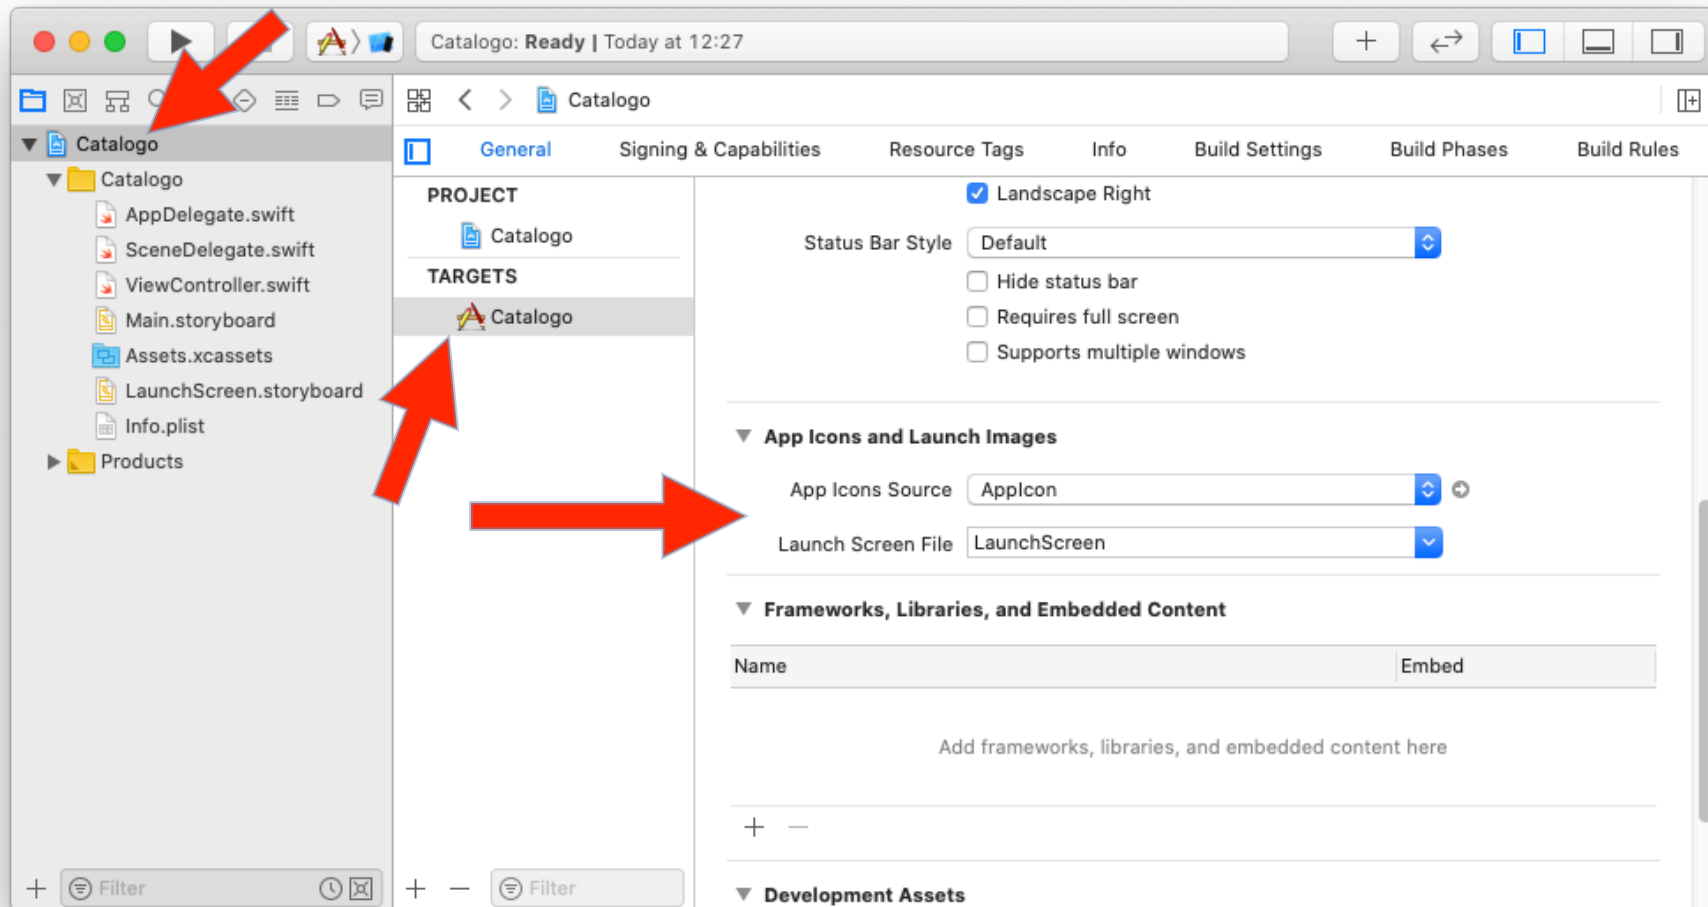 Catalogo: Ready | Today at 12:27
Catalogo
Catalogo
Catalogo
AppDelegate.swift
SceneDelegate.swift
ViewController.swift
Main.storyboard
Assets.xcassets
LaunchScreen.storyboard
Info.plist
Products
Filter
General Signing & Capabilities Resource Tags Info Build Settings Build Phases Build Rules
PROJECT
Catalogo
TARGETS
Catalogo
Filter
Landscape Right
Status Bar Style Default
Hide status bar
Requires full screen
Supports multiple windows
App Icons and Launch Images
App Icons Source AppIcon
Launch Screen File LaunchScreen
Frameworks, Libraries, and Embedded Content
Name Embed
Add frameworks, libraries, and embedded content here
Development Assets